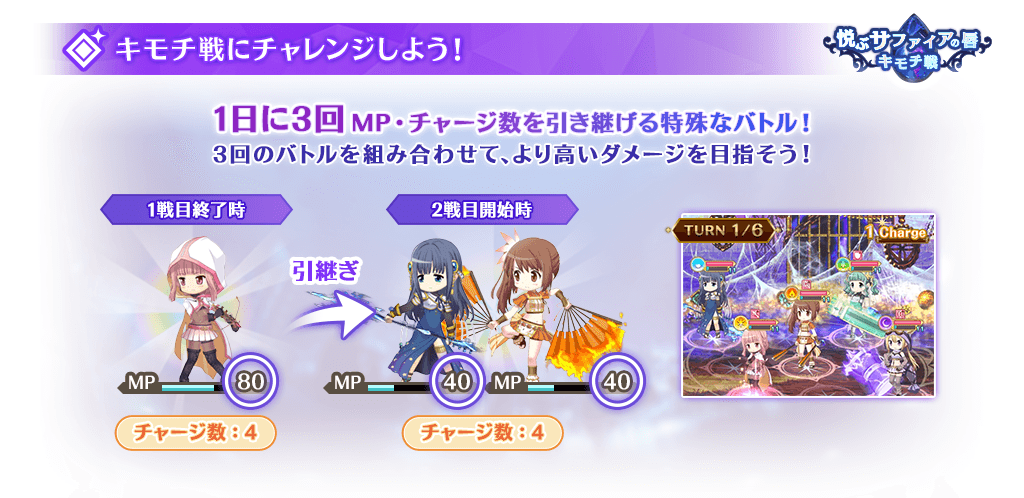 キモチ戦にチャレンジしよう!
悦ぶサファイアの唇
キモチ戦
1日に3回 MP・チャージ数を引き継げる特殊なバトル!
3回のバトルを組み合わせて、より高いダメージを目指そう!
1戦目終了時
2戦目開始時
引継ぎ
MP 80
MP 40
MP 40
チャージ数:4
チャージ数:4
TURN 1/6
1 Charge